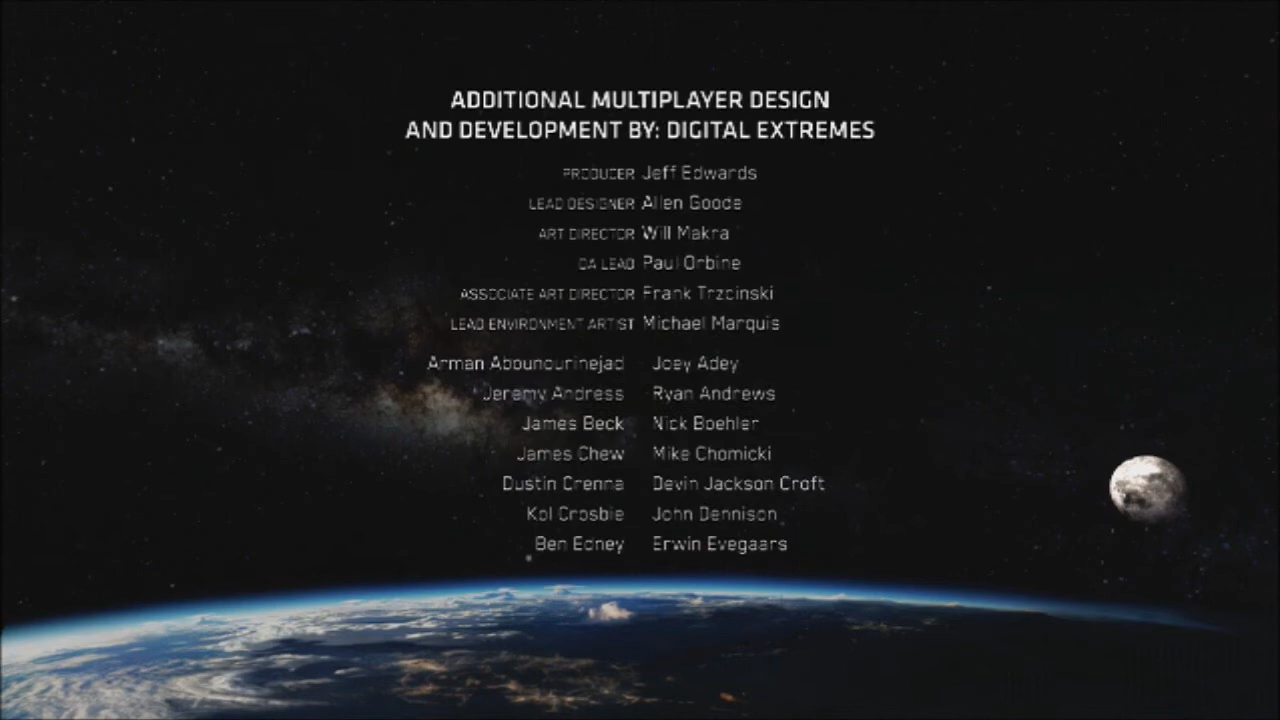 ADDITIONAL MULTIPLAYER DESIGN
AND DEVELOPMENT BY: DIGITAL EXTREMES
PRODUCER Jeff Edwards
LEAD DESIGNER Allen Goode
ART DIRECTOR Will Makra
QA LEAD Paul Orbine
ASSOCIATE ART DIRECTOR Frank Trzcinski
LEAD ENVIRONMENT ARTIST Michael Marquis
Arman Abounourinejad Joey Adey
Jeremy Andress Ryan Andrews
James Beck Nick Boehler
James Chew Mike Chomicki
Dustin Crenna Devin Jackson Croft
Kol Crosbie John Dennison
Ben Edney Erwin Evegaars